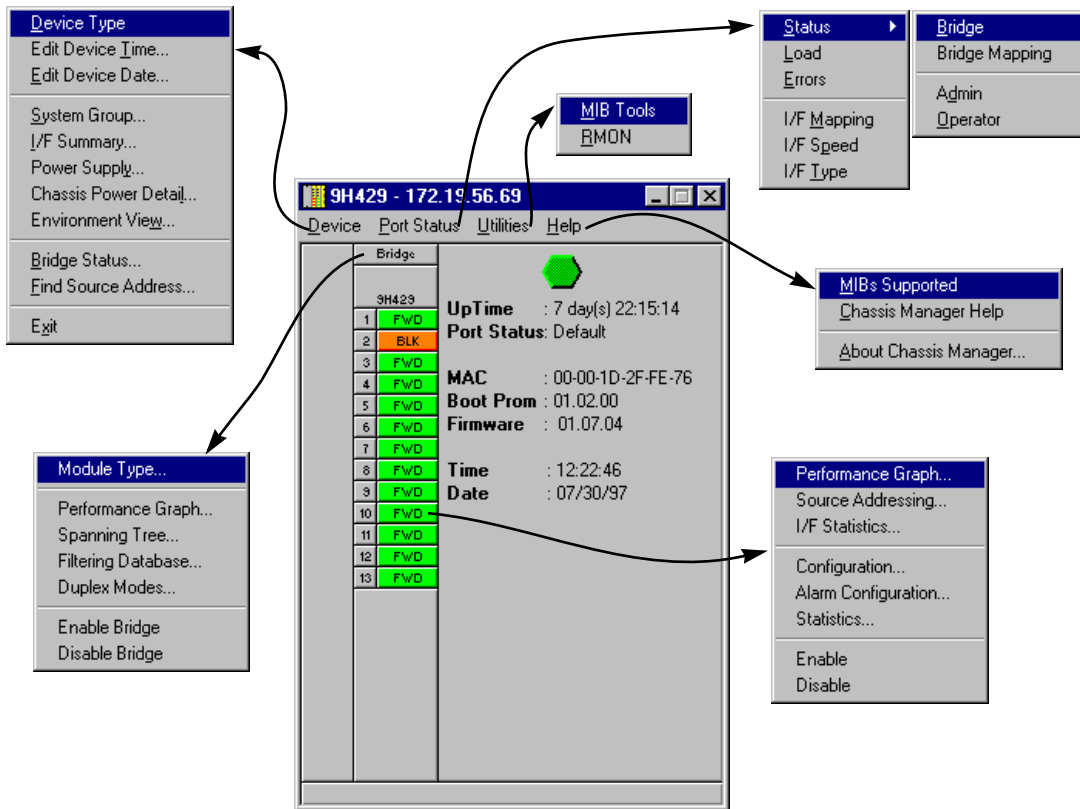 Device Type
Edit Device Time...
Edit Device Date...
System Group...
I/F Summary...
Power Supply...
Chassis Power Detail...
Environment View...
Bridge Status...
Find Source Address...
Exit
Status
Load
Errors
I/F Mapping
I/F Speed
I/F Type
Bridge
Bridge Mapping
Admin
Operator
MIB Tools
RMON
9H429 - 172.19.56.69
Device Port Status Utilities Help
Bridge
9H429
1 FWD
2 BLK
3 FWD
4 FWD
5 FWD
6 FWD
7 FWD
8 FWD
9 FWD
10 FWD
11 FWD
12 FWD
13 FWD
UpTime : 7 day(s) 22:15:14
Port Status: Default
MAC : 00-00-1D-2F-FE-76
Boot Prom : 01.02.00
Firmware : 01.07.04
Time : 12:22:46
Date : 07/30/97
MIBs Supported
Chassis Manager Help
About Chassis Manager...
Module Type...
Performance Graph...
Spanning Tree...
Filtering Database...
Duplex Modes...
Enable Bridge
Disable Bridge
Performance Graph...
Source Addressing...
I/F Statistics...
Configuration...
Alarm Configuration...
Statistics...
Enable
Disable